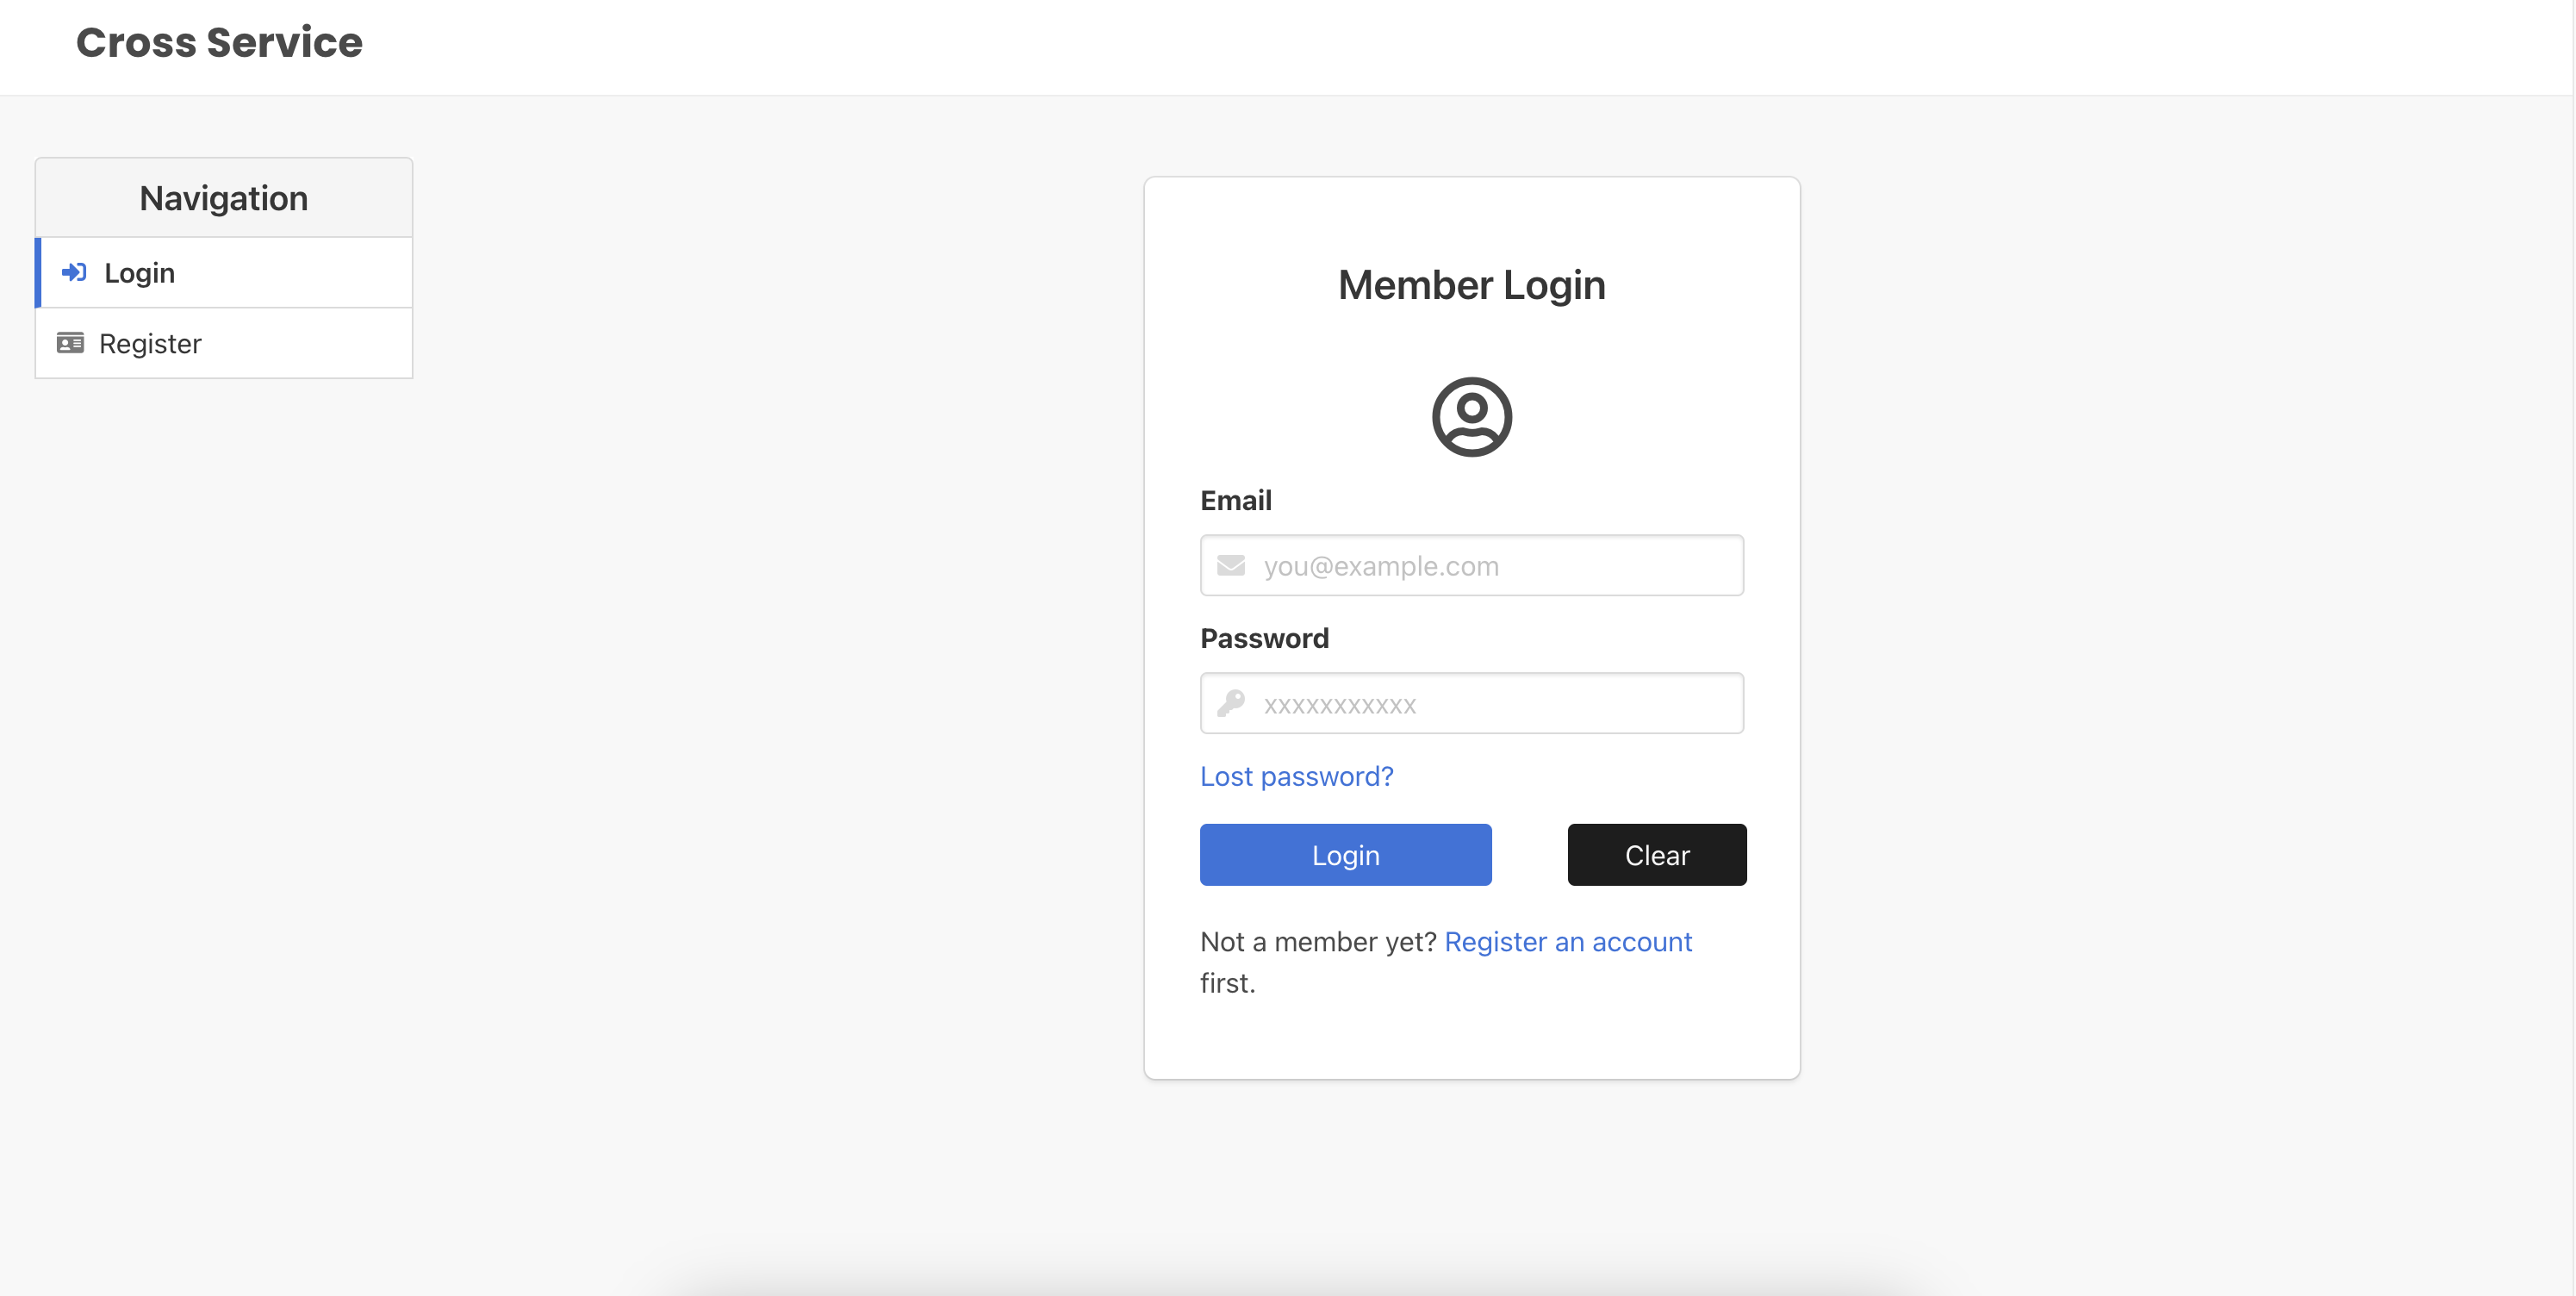 Cross Service
Navigation
Login
Register
Member Login
Email
you@example.com
Password
xxxxxxxxxxx
Lost password?
Login
Clear
Not a member yet? Register an account
first.